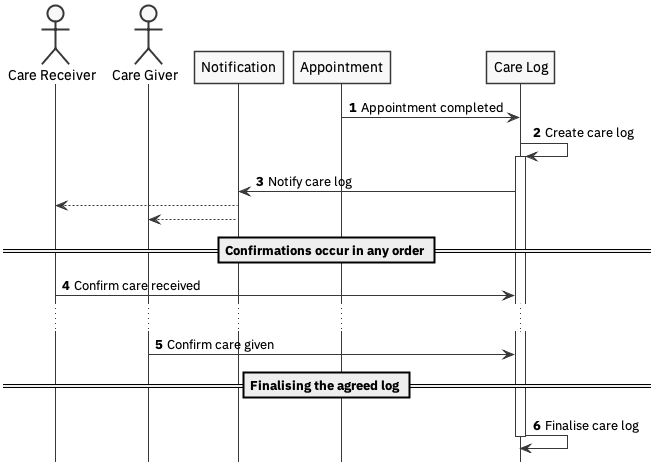 Care Receiver
Care Giver
Notification
Appointment
Care Log
1 Appointment completed
2 Create care log
3 Notify care log
Confirmations occur in any order
4 Confirm care received
5 Confirm care given
Finalising the agreed log
6 Finalise care log